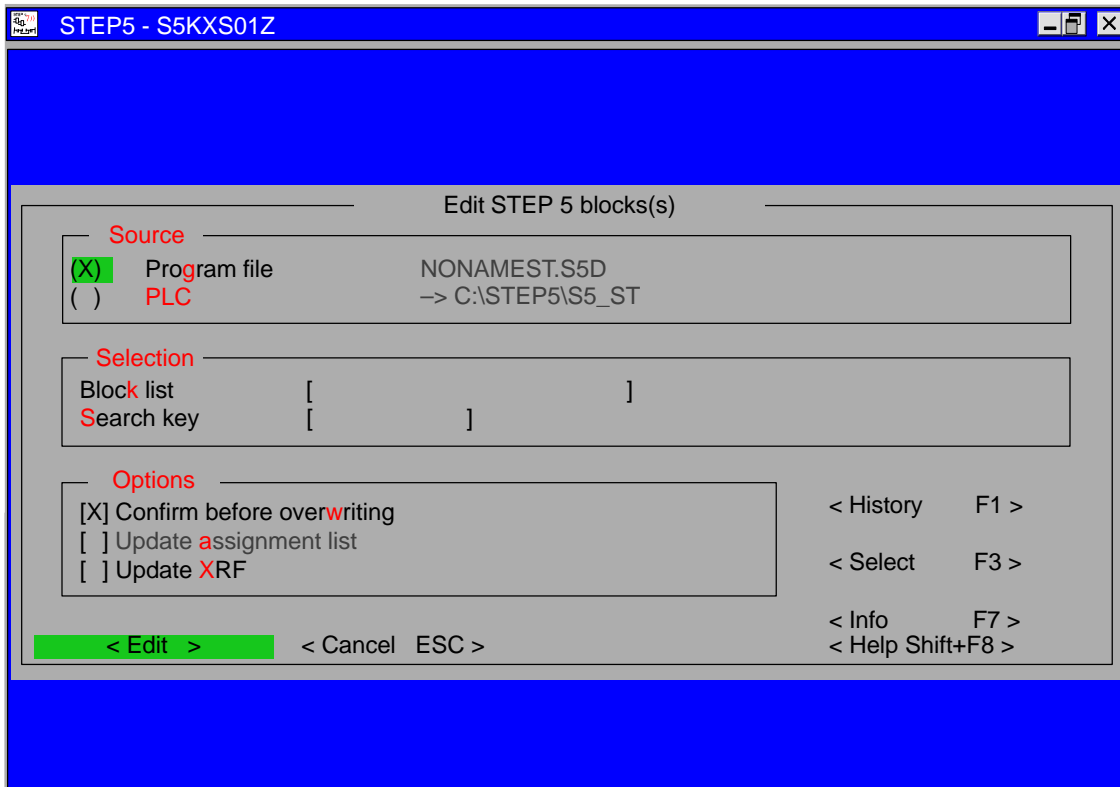 STEP5 - S5KXS01Z
Edit STEP 5 blocks(s)
Source
(X) Program file NONAMEST.S5D
( ) PLC –> C:\STEP5\S5_ST
Selection
Block list [ ]
Search key [ ]
Options
[X] Confirm before overwriting
[ ] Update assignment list
[ ] Update XRF
< History F1 >
< Select F3 >
< Info F7 >
< Edit > < Cancel ESC > < Help Shift+F8 >